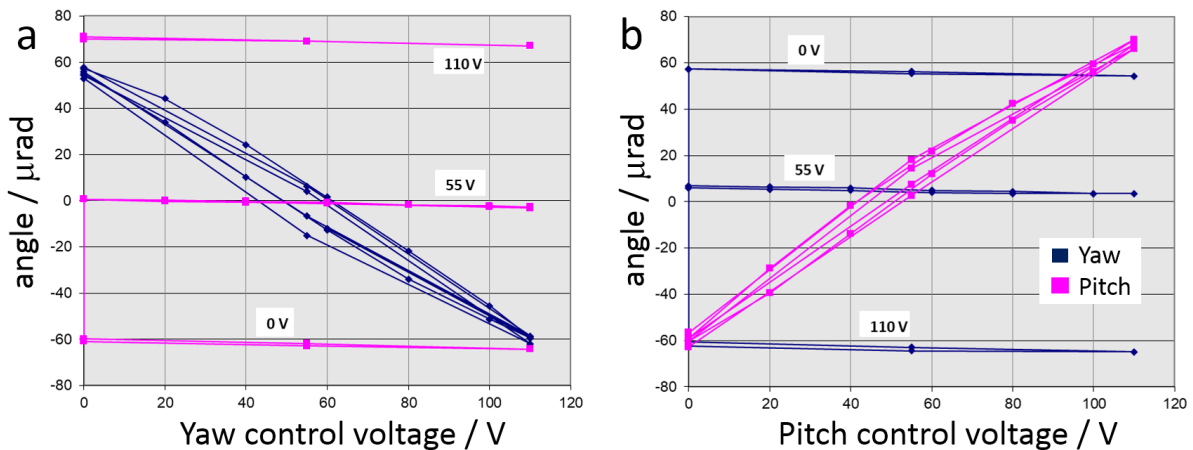 a
80
60
40
20
0
-20
-40
-60
-80
angle / μrad
110 V
55 V
0 V
0 20 40 60 80 100 120
Yaw control voltage / V
b
80
60
40
20
0
-20
-40
-60
-80
angle / μrad
0 V
55 V
110 V
Yaw
Pitch
0 20 40 60 80 100 120
Pitch control voltage / V